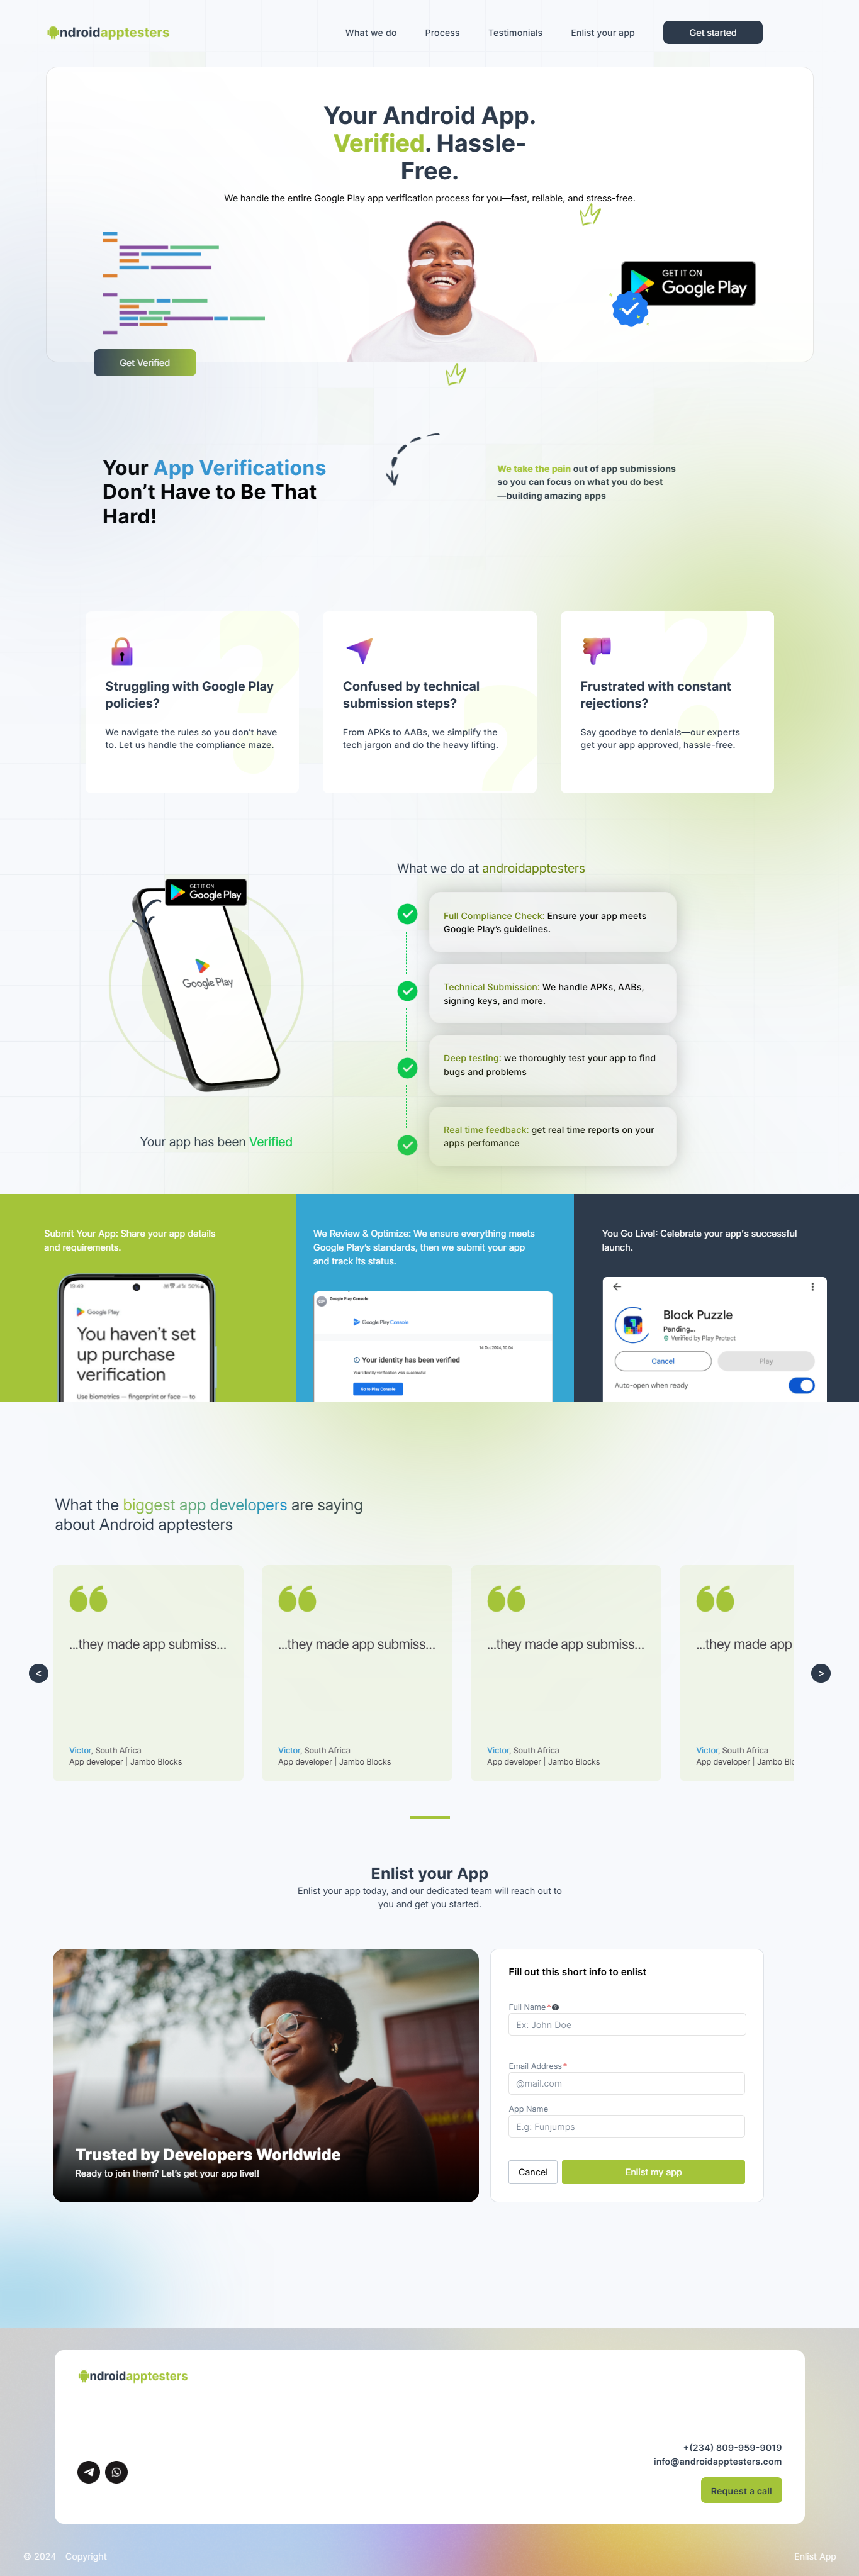 ndroidapptesters
What we do
Process
Testimonials
Enlist your app
Get started
Your Android App.
Verified. Hassle-
Free.
We handle the entire Google Play app verification process for you—fast, reliable, and stress-free.
GET IT ON
Google Play
Get Verified
Your App Verifications
Don’t Have to Be That
Hard!
We take the pain out of app submissions
so you can focus on what you do best
—building amazing apps
Struggling with Google Play
policies?
We navigate the rules so you don’t have
to. Let us handle the compliance maze.
Confused by technical
submission steps?
From APKs to AABs, we simplify the
tech jargon and do the heavy lifting.
Frustrated with constant
rejections?
Say goodbye to denials—our experts
get your app approved, hassle-free.
GET IT ON
Google Play
Google Play
Your app has been Verified
What we do at androidapptesters
Full Compliance Check: Ensure your app meets
Google Play’s guidelines.
Technical Submission: We handle APKs, AABs,
signing keys, and more.
Deep testing: we thoroughly test your app to find
bugs and problems
Real time feedback: get real time reports on your
apps perfomance
Submit Your App: Share your app details
and requirements.
19:49
50%
Google Play
You haven’t set
up purchase
verification
Use biometrics — fingerprint or face — to
We Review & Optimize: We ensure everything meets
Google Play’s standards, then we submit your app
and track its status.
Google Play Console
Google Play Console
14 Oct 2024, 15:04
Your identity has been verified
Your identity verification was successful
Go to Play Console
You Go Live!: Celebrate your app’s successful
launch.
Block Puzzle
Pending...
Verified by Play Protect
Cancel
Play
Auto-open when ready
What the biggest app developers are saying
about Android apptesters
...they made app submiss...
Victor, South Africa
App developer | Jambo Blocks
...they made app submiss...
Victor, South Africa
App developer | Jambo Blocks
...they made app submiss...
Victor, South Africa
App developer | Jambo Blocks
...they made app
Victor, South Africa
App developer | Jambo Blo
<
>
Enlist your App
Enlist your app today, and our dedicated team will reach out to
you and get you started.
Trusted by Developers Worldwide
Ready to join them? Let’s get your app live!!
Fill out this short info to enlist
Full Name * ?
Ex: John Doe
Email Address *
@mail.com
App Name
E.g: Funjumps
Cancel
Enlist my app
ndroidapptesters
+(234) 809-959-9019
info@androidapptesters.com
Request a call
© 2024 - Copyright
Enlist App